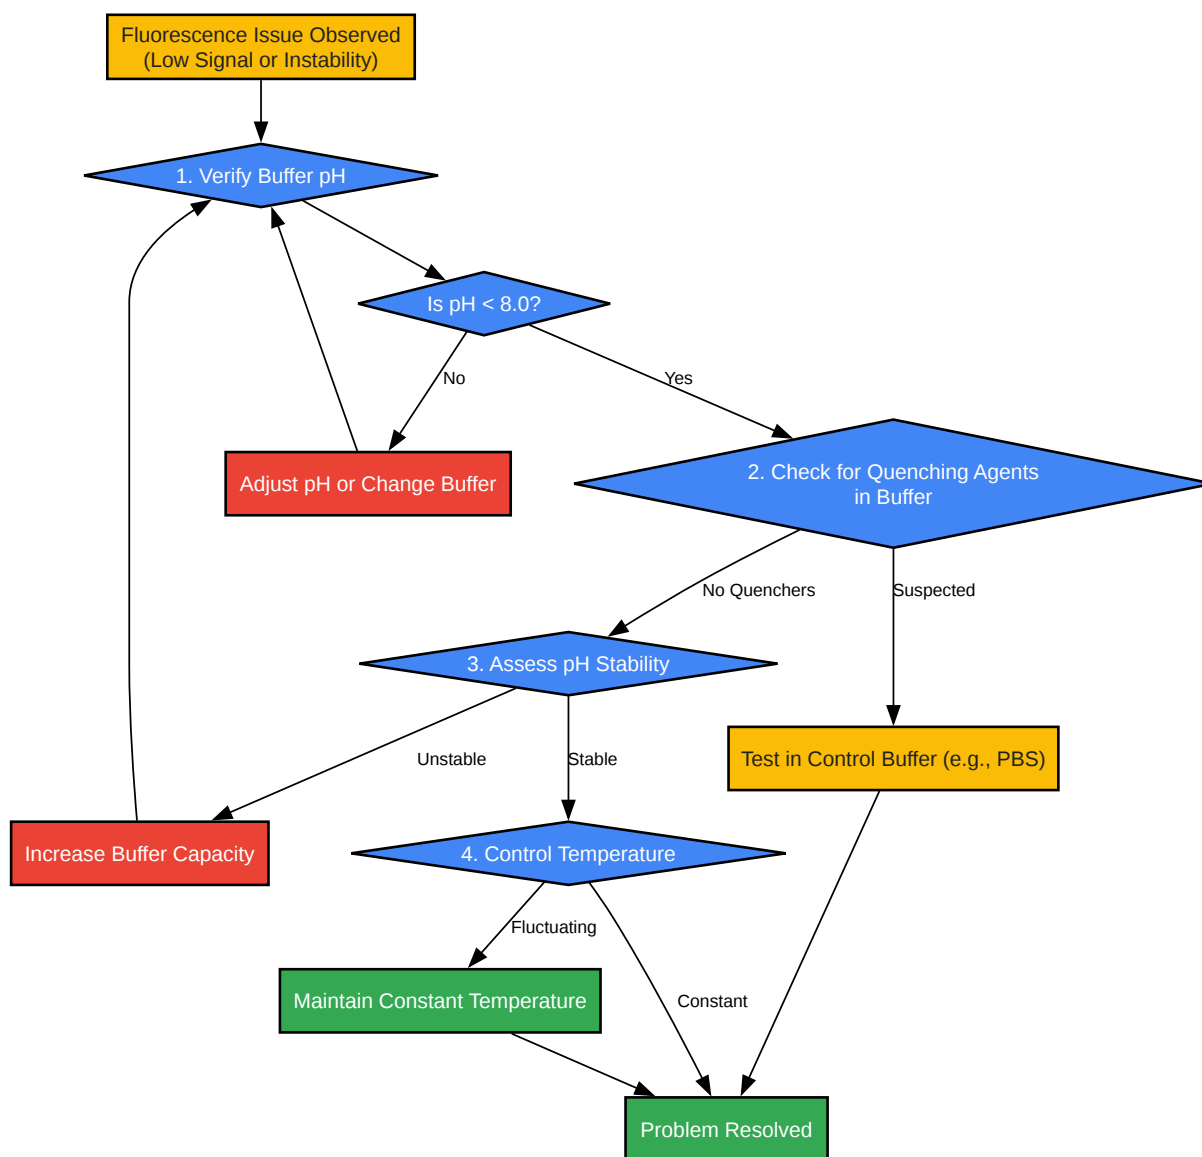 Fluorescence Issue Observed
(Low Signal or Instability)
1. Verify Buffer pH
Is pH < 8.0?
No
Yes
Adjust pH or Change Buffer
2. Check for Quenching Agents
in Buffer
No Quenchers
Suspected
3. Assess pH Stability
Unstable
Stable
Test in Control Buffer (e.g., PBS)
Increase Buffer Capacity
4. Control Temperature
Fluctuating
Maintain Constant Temperature
Constant
Problem Resolved